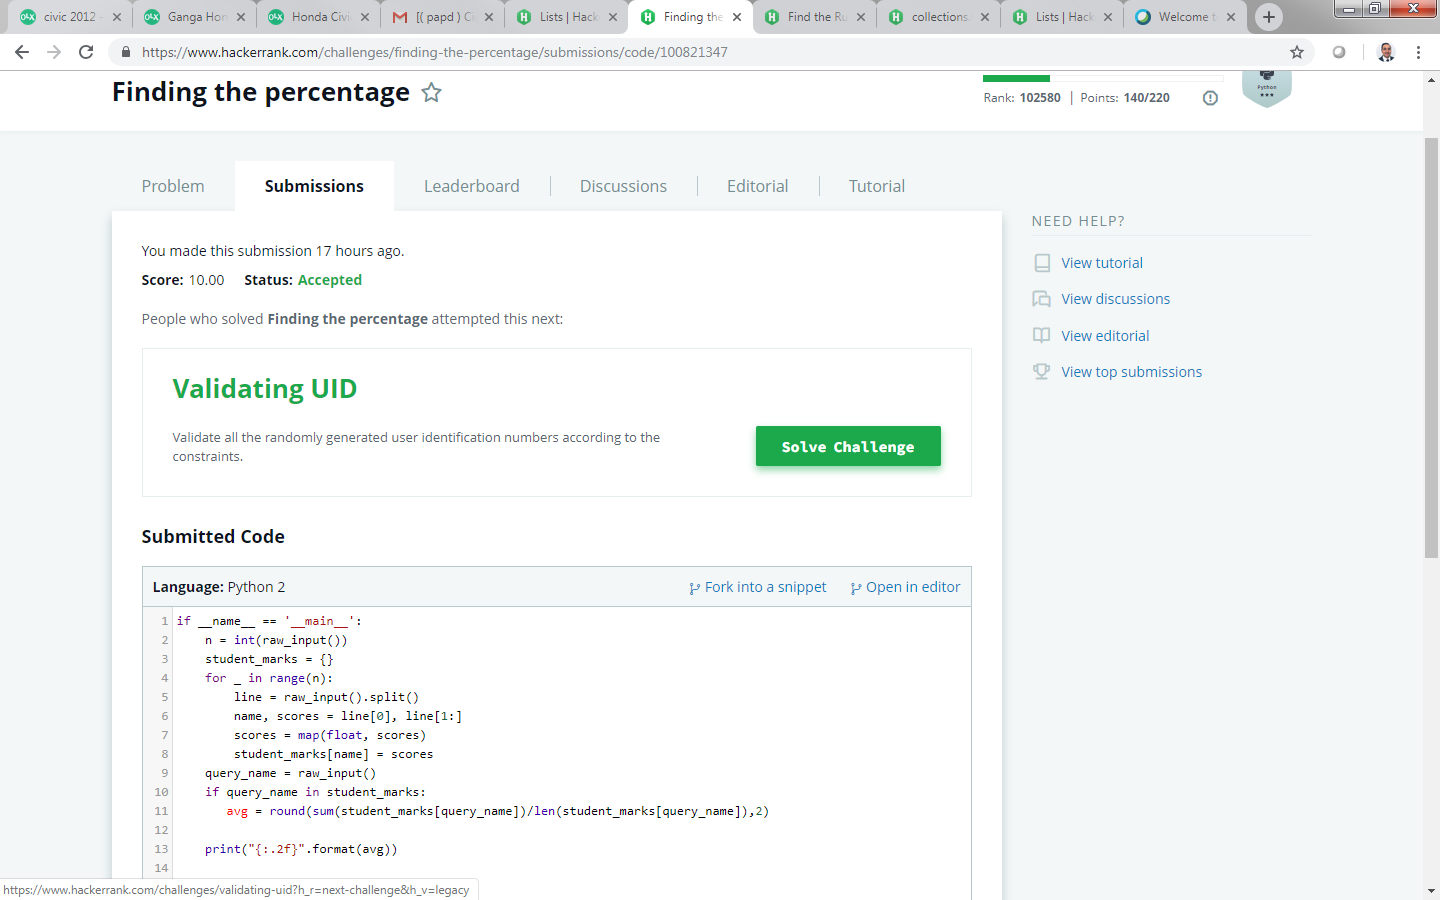 civic 2012 -
Ganga Hon
Honda Civi
[( papd ) Ci
Lists | Hack
Finding the
Find the Ru
collections.
Lists | Hack
Welcome t
https://www.hackerrank.com/challenges/finding-the-percentage/submissions/code/100821347
Finding the percentage
Rank: 102580 | Points: 140/220
Python
Problem
Submissions
Leaderboard
Discussions
Editorial
Tutorial
You made this submission 17 hours ago.
Score: 10.00 Status: Accepted
People who solved Finding the percentage attempted this next:
Validating UID
Validate all the randomly generated user identification numbers according to the
constraints.
Solve Challenge
NEED HELP?
View tutorial
View discussions
View editorial
View top submissions
Submitted Code
Language: Python 2
Fork into a snippet
Open in editor
1 if __name__ == '__main__':
2     n = int(raw_input())
3     student_marks = {}
4     for _ in range(n):
5         line = raw_input().split()
6         name, scores = line[0], line[1:]
7         scores = map(float, scores)
8         student_marks[name] = scores
9     query_name = raw_input()
10     if query_name in student_marks:
11        avg = round(sum(student_marks[query_name])/len(student_marks[query_name]),2)
12
13     print("{:.2f}".format(avg))
14
https://www.hackerrank.com/challenges/validating-uid?h_r=next-challenge&h_v=legacy